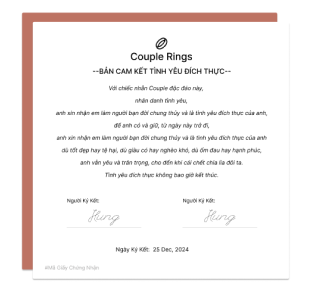 Couple Rings
--BẢN CAM KẾT TÌNH YÊU ĐÍCH THỰC--
Với chiếc nhẫn Couple độc đáo này,
nhân danh tình yêu,
anh xin nhận em làm người bạn đời chung thủy và là tình yêu đích thực của anh,
để anh có và giữ, từ ngày này trở đi,
anh xin nhận em làm người bạn đời chung thủy và là tình yêu đích thực của anh
dù tốt đẹp hay tệ hại, dù giàu có hay nghèo khó, dù ốm đau hay hạnh phúc,
anh vẫn yêu và trân trọng, cho đến khi cái chết chia lìa đôi ta.
Tình yêu đích thực không bao giờ kết thúc.
Người Ký Kết: Người Ký Kết:
Hưng Hưng
Ngày Ký Kết: 25 Dec, 2024
#Mã Giấy Chứng Nhận